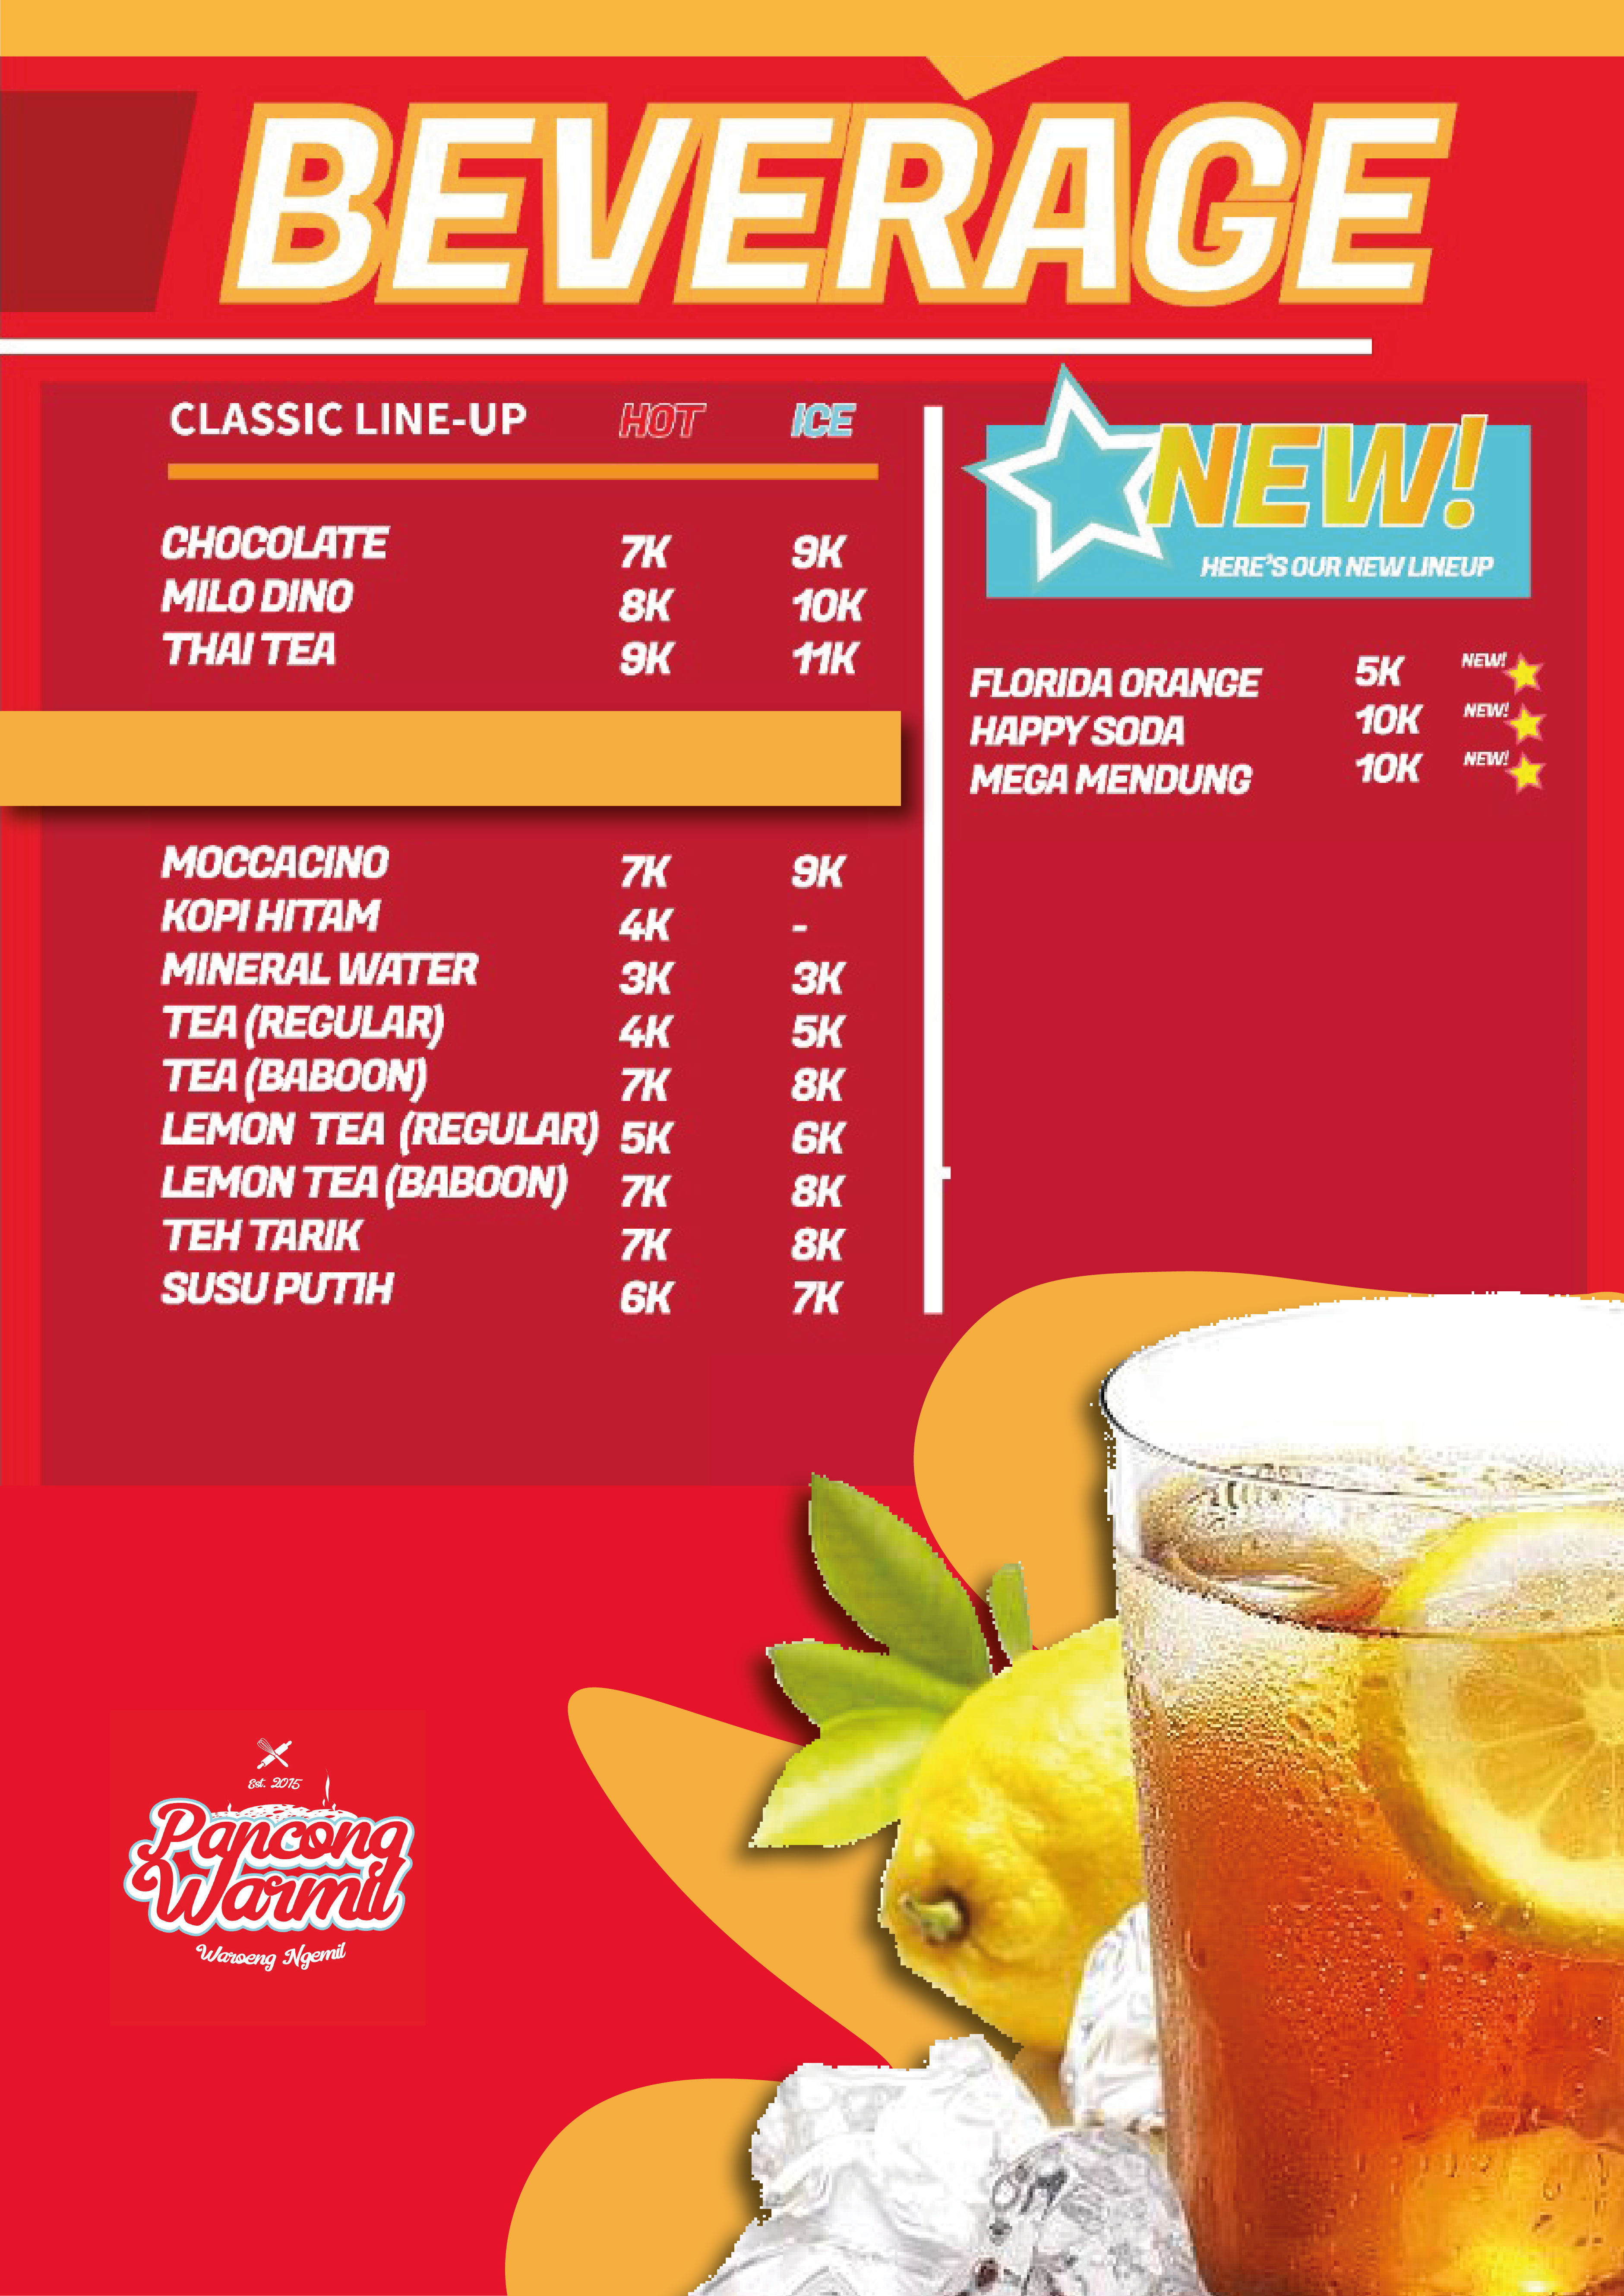 BEVERAGE
CLASSIC LINE-UP HOT ICE
CHOCOLATE 7K 9K
MILO DINO 8K 10K
THAI TEA 9K 11K
MOCCACINO 7K 9K
KOPI HITAM 4K -
MINERAL WATER 3K 3K
TEA (REGULAR) 4K 5K
TEA (BABOON) 7K 8K
LEMON TEA (REGULAR) 5K 6K
LEMON TEA (BABOON) 7K 8K
TEH TARIK 7K 8K
SUSU PUTIH 6K 7K
NEW!
HERE'S OUR NEW LINEUP
FLORIDA ORANGE 5K NEW!
HAPPY SODA 10K NEW!
MEGA MENDUNG 10K NEW!
Est. 2015
Pancong
Warmil
Waroeng Ngemil